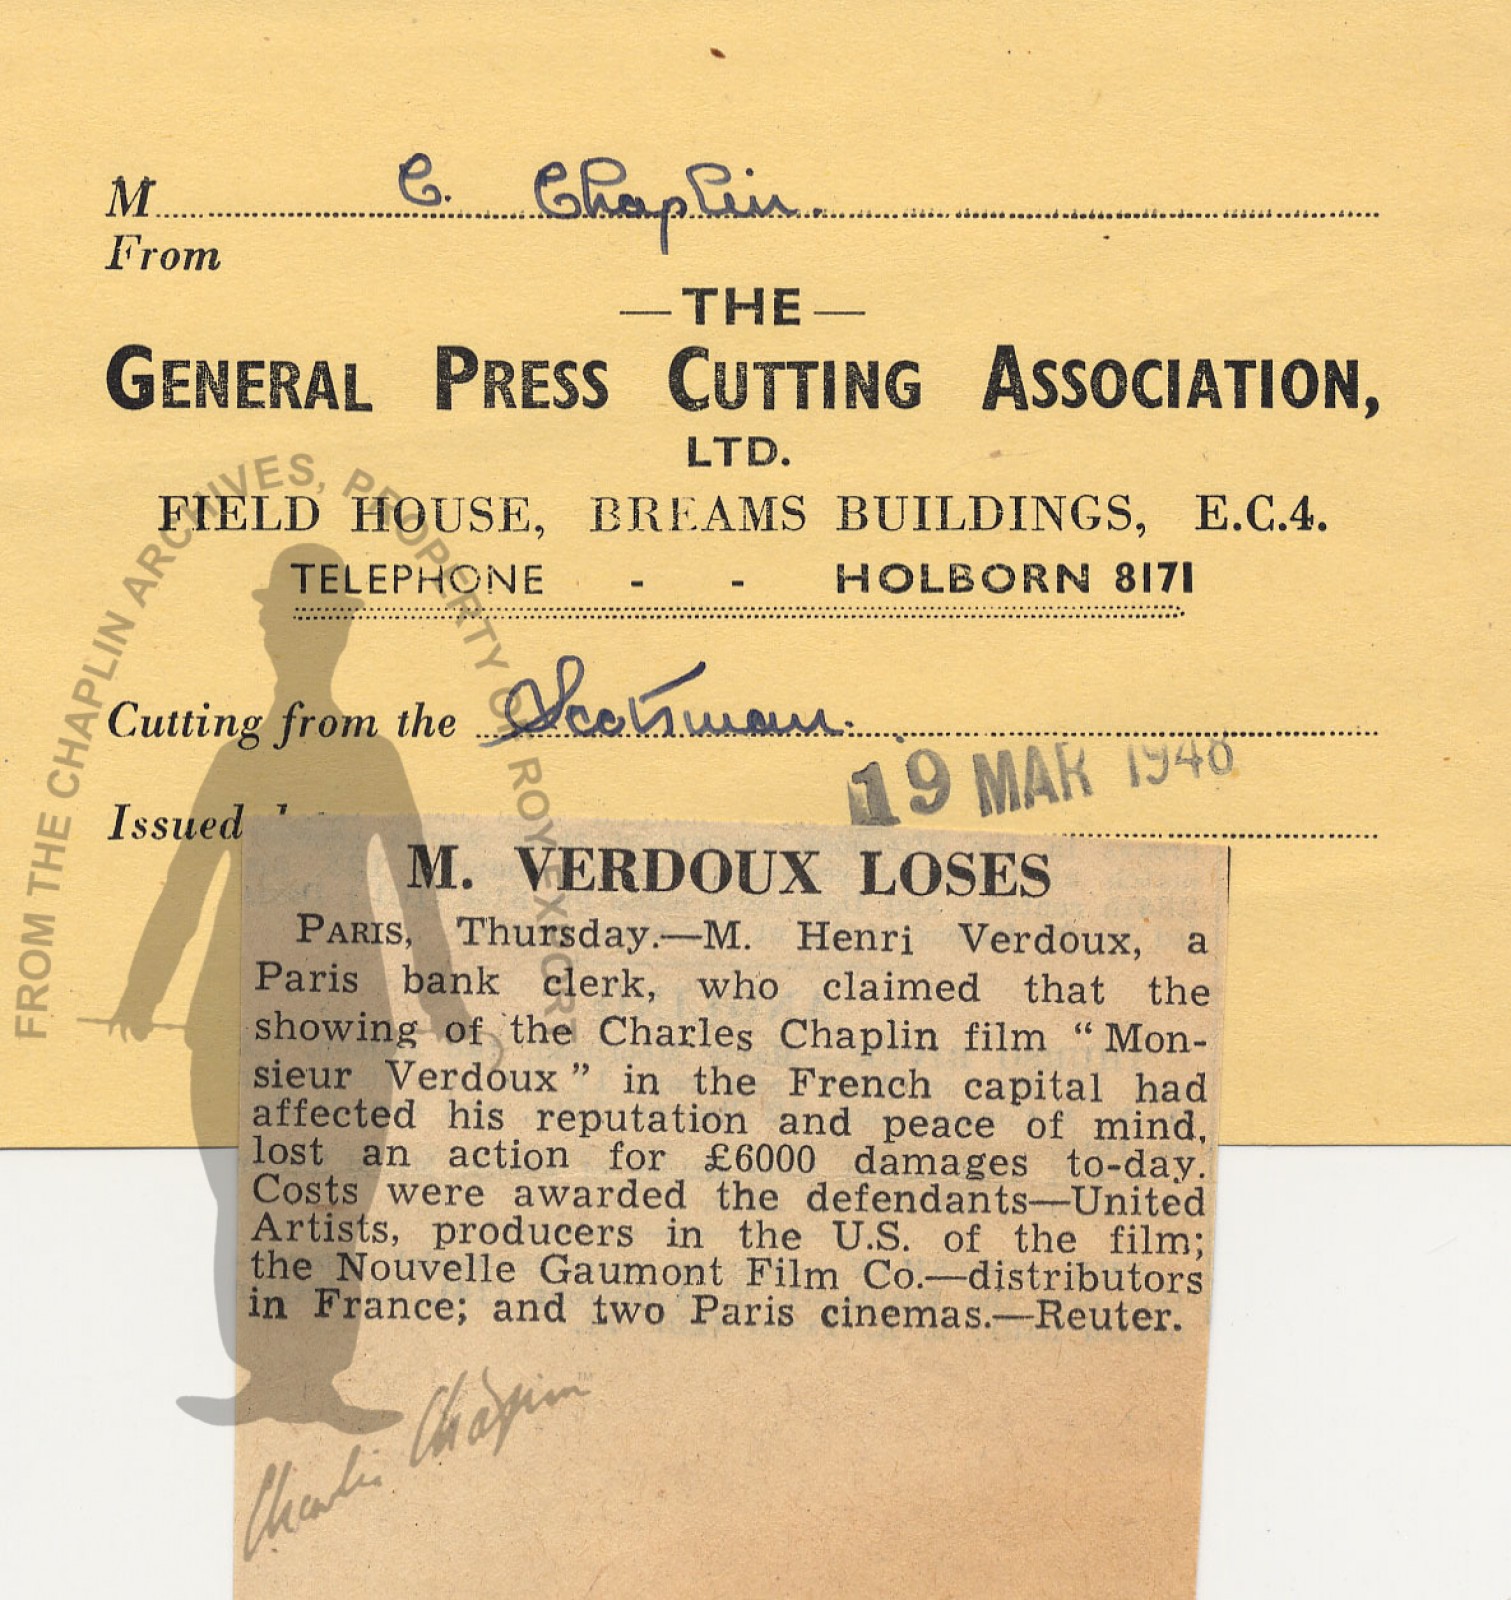 M C. Chaplin.
From
— THE —
GENERAL PRESS CUTTING ASSOCIATION,
LTD.
FIELD HOUSE, BREAMS BUILDINGS, E.C.4.
TELEPHONE - - HOLBORN 8171
Cutting from the Scotsman.
19 MAR 1948
Issued
M. VERDOUX LOSES
PARIS, Thursday.—M. Henri Verdoux, a
Paris bank clerk, who claimed that the
showing of the Charles Chaplin film “Mon-
sieur Verdoux” in the French capital had
affected his reputation and peace of mind,
lost an action for £6000 damages to-day.
Costs were awarded the defendants—United
Artists, producers in the U.S. of the film;
the Nouvelle Gaumont Film Co.—distributors
in France; and two Paris cinemas.—Reuter.
FROM THE CHAPLIN ARCHIVES, PROPERTY OF ROY EXPORT
Charlie Chaplin™